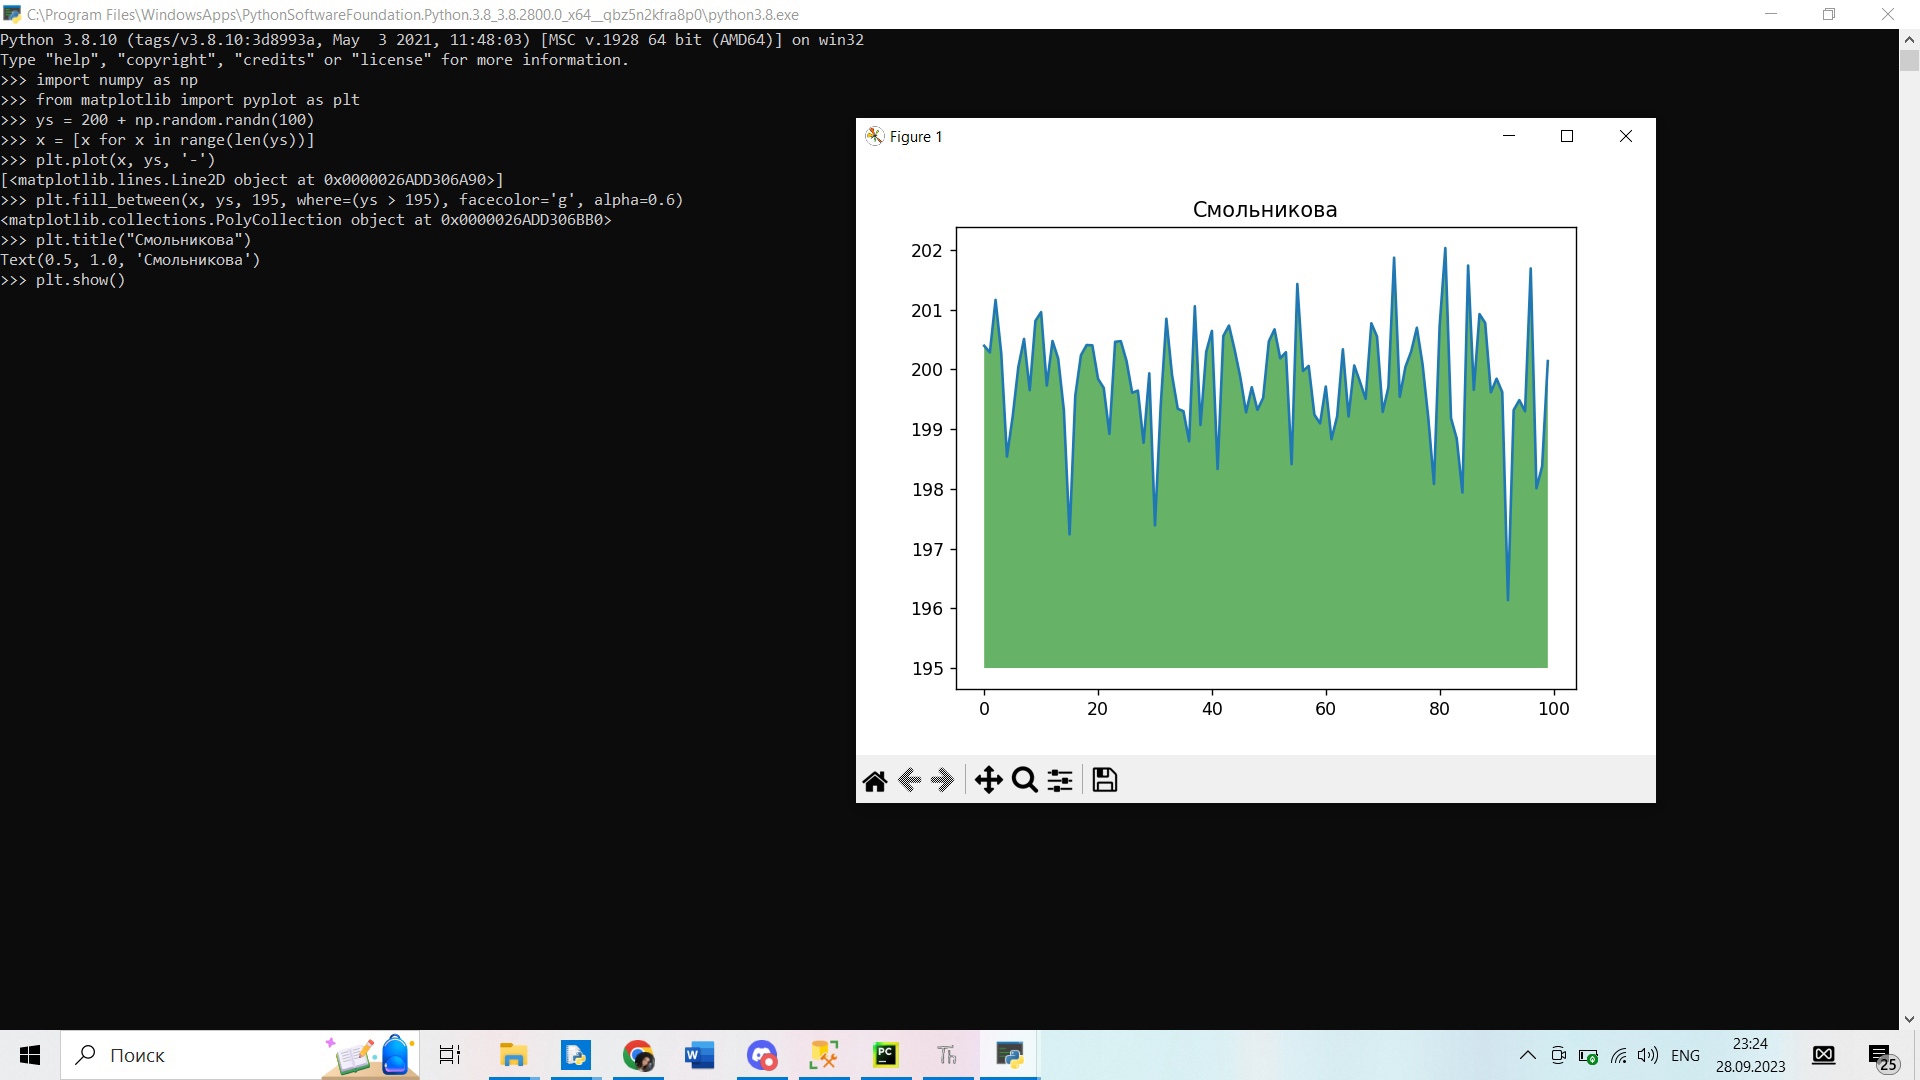 C:\Program Files\WindowsApps\PythonSoftwareFoundation.Python.3.8_3.8.2800.0_x64__qbz5n2kfra8p0\python3.8.exe
Python 3.8.10 (tags/v3.8.10:3d8993a, May  3 2021, 11:48:03) [MSC v.1928 64 bit (AMD64)] on win32
Type "help", "copyright", "credits" or "license" for more information.
>>> import numpy as np
>>> from matplotlib import pyplot as plt
>>> ys = 200 + np.random.randn(100)
>>> x = [x for x in range(len(ys))]
>>> plt.plot(x, ys, '-')
[<matplotlib.lines.Line2D object at 0x0000026ADD306A90>]
>>> plt.fill_between(x, ys, 195, where=(ys > 195), facecolor='g', alpha=0.6)
<matplotlib.collections.PolyCollection object at 0x0000026ADD306BB0>
>>> plt.title("Смольникова")
Text(0.5, 1.0, 'Смольникова')
>>> plt.show()
Figure 1
Смольникова
202
201
200
199
198
197
196
195
0 20 40 60 80 100
Поиск
W
PC
Th
ENG
23:24
28.09.2023
25